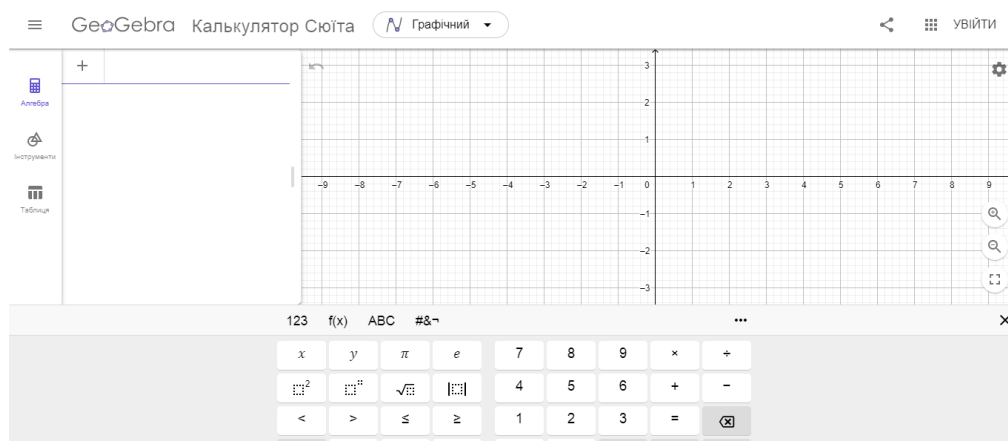 GeoGebra Калькулятор Сюїта Графічний УВІЙТИ
Алгебра
Інструменти
Таблиця
3
2
1
−9 −8 −7 −6 −5 −4 −3 −2 −1 0 1 2 3 4 5 6 7 8 9
−1
−2
−3
123 f(x) ABC #&¬ •••
x y π e 7 8 9 × ÷
2 √ 4 5 6 + −
< > ≤ ≥ 1 2 3 =